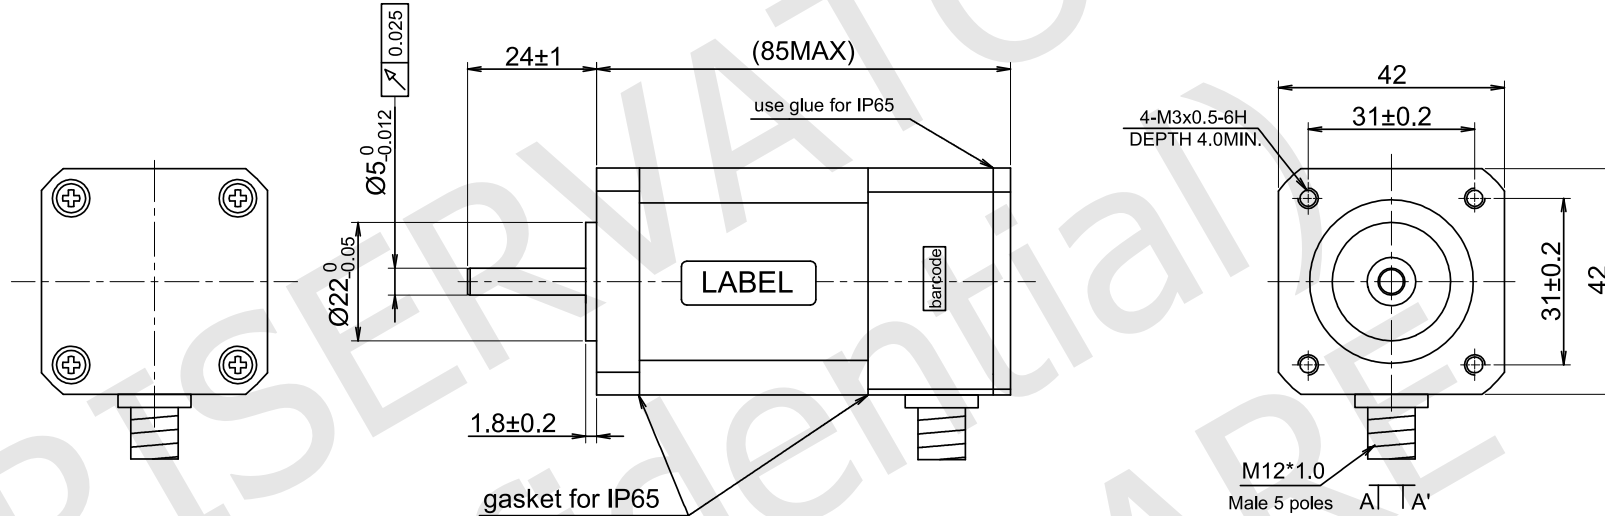 0.025
24±1
(85MAX)
use glue for IP65
Ø5 0 -0.012
Ø22 0 -0.05
LABEL
barcode
1.8±0.2
gasket for IP65
42
31±0.2
4-M3x0.5-6H
DEPTH 4.0MIN.
31±0.2
42
M12*1.0
Male 5 poles
A A'